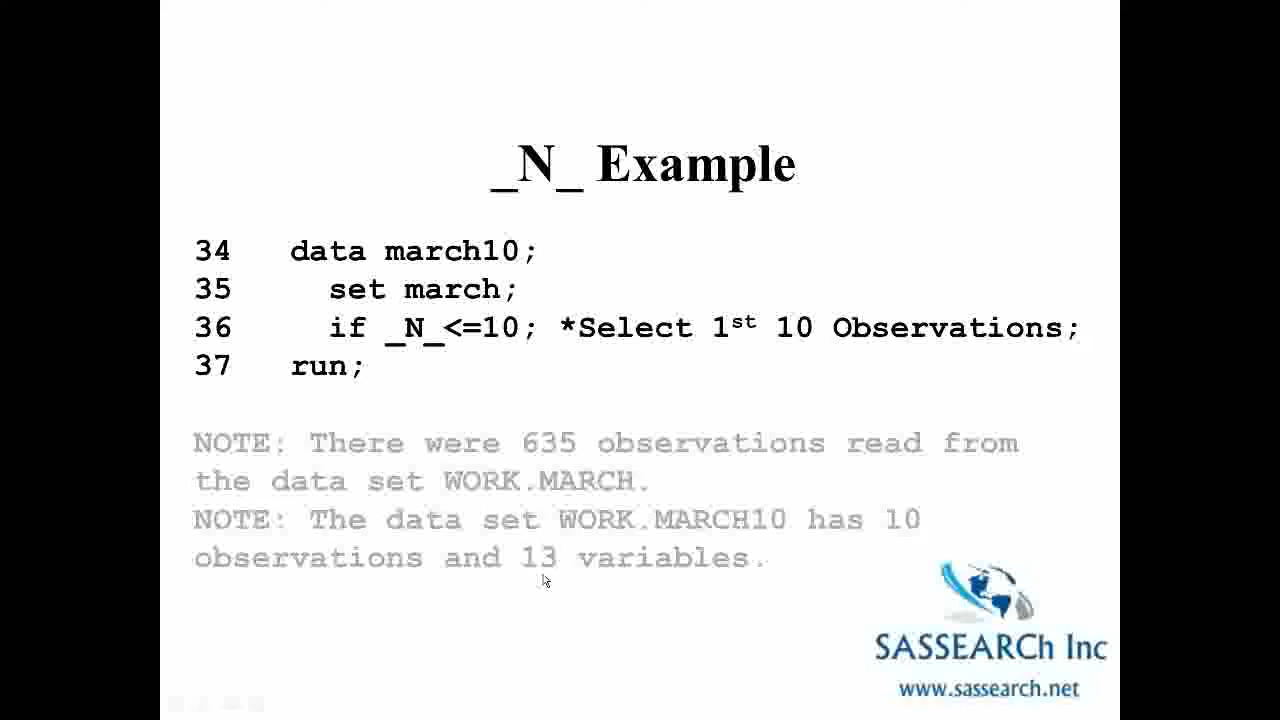 _N_ Example
34 data march10;
35 set march;
36 if _N_<=10; *Select 1st 10 Observations;
37 run;
NOTE: There were 635 observations read from
the data set WORK.MARCH.
NOTE: The data set WORK.MARCH10 has 10
observations and 13 variables.
SASSEARCh Inc
www.sassearch.net